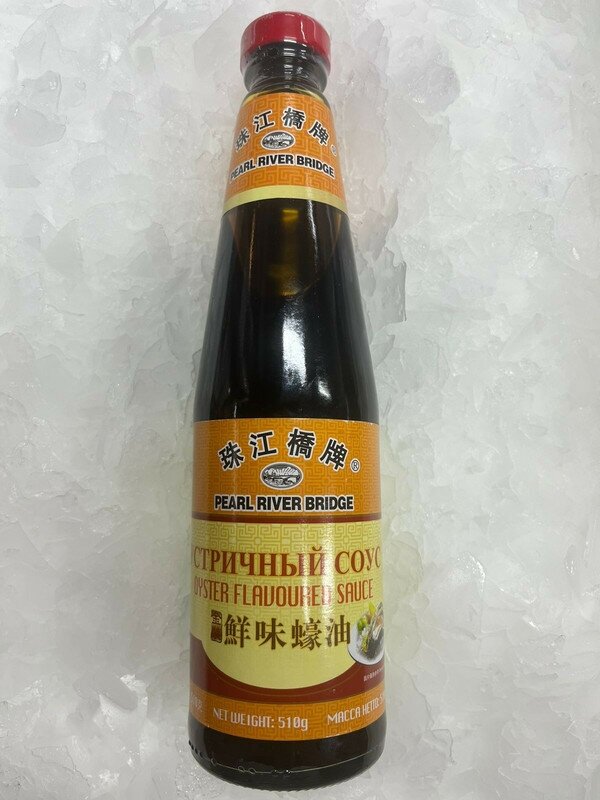 珠江橋牌
PEARL RIVER BRIDGE
珠江橋牌®
PEARL RIVER BRIDGE
СТРИЧНЫЙ СОУС
OYSTER FLAVOURED SAUCE
鮮味蠔油
NET WEIGHT: 510g МАССА НЕТТО: